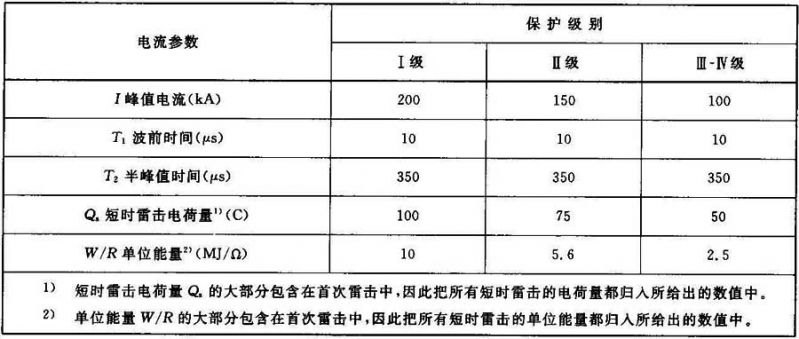 电流参数 保护级别
Ⅰ级 Ⅱ级 Ⅲ-Ⅳ级
I 峰值电流(kA) 200 150 100
T₁ 波前时间(μs) 10 10 10
T₂ 半峰值时间(μs) 350 350 350
Qₛ 短时雷击电荷量¹⁾(C) 100 75 50
W/R 单位能量²⁾(MJ/Ω) 10 5.6 2.5
1) 短时雷击电荷量 Qₛ 的大部分包含在首次雷击中,因此把所有短时雷击的电荷量都归入所给出的数值中。
2) 单位能量 W/R 的大部分包含在首次雷击中,因此把所有短时雷击的单位能量都归入所给出的数值中。